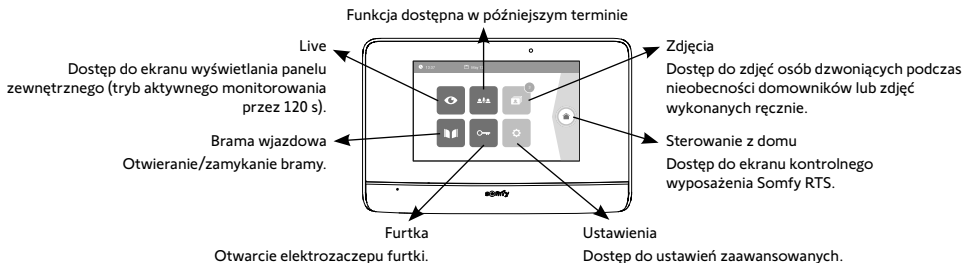 Funkcja dostępna w późniejszym terminie
Live
Dostęp do ekranu wyświetlania panelu
zewnętrznego (tryb aktywnego monitorowania
przez 120 s).
Brama wjazdowa
Otwieranie/zamykanie bramy.
Furtka
Otwarcie elektrozaczepu furtki.
Zdjęcia
Dostęp do zdjęć osób dzwoniących podczas
nieobecności domowników lub zdjęć
wykonanych ręcznie.
Sterowanie z domu
Dostęp do ekranu kontrolnego
wyposażenia Somfy RTS.
Ustawienia
Dostęp do ustawień zaawansowanych.
somfy